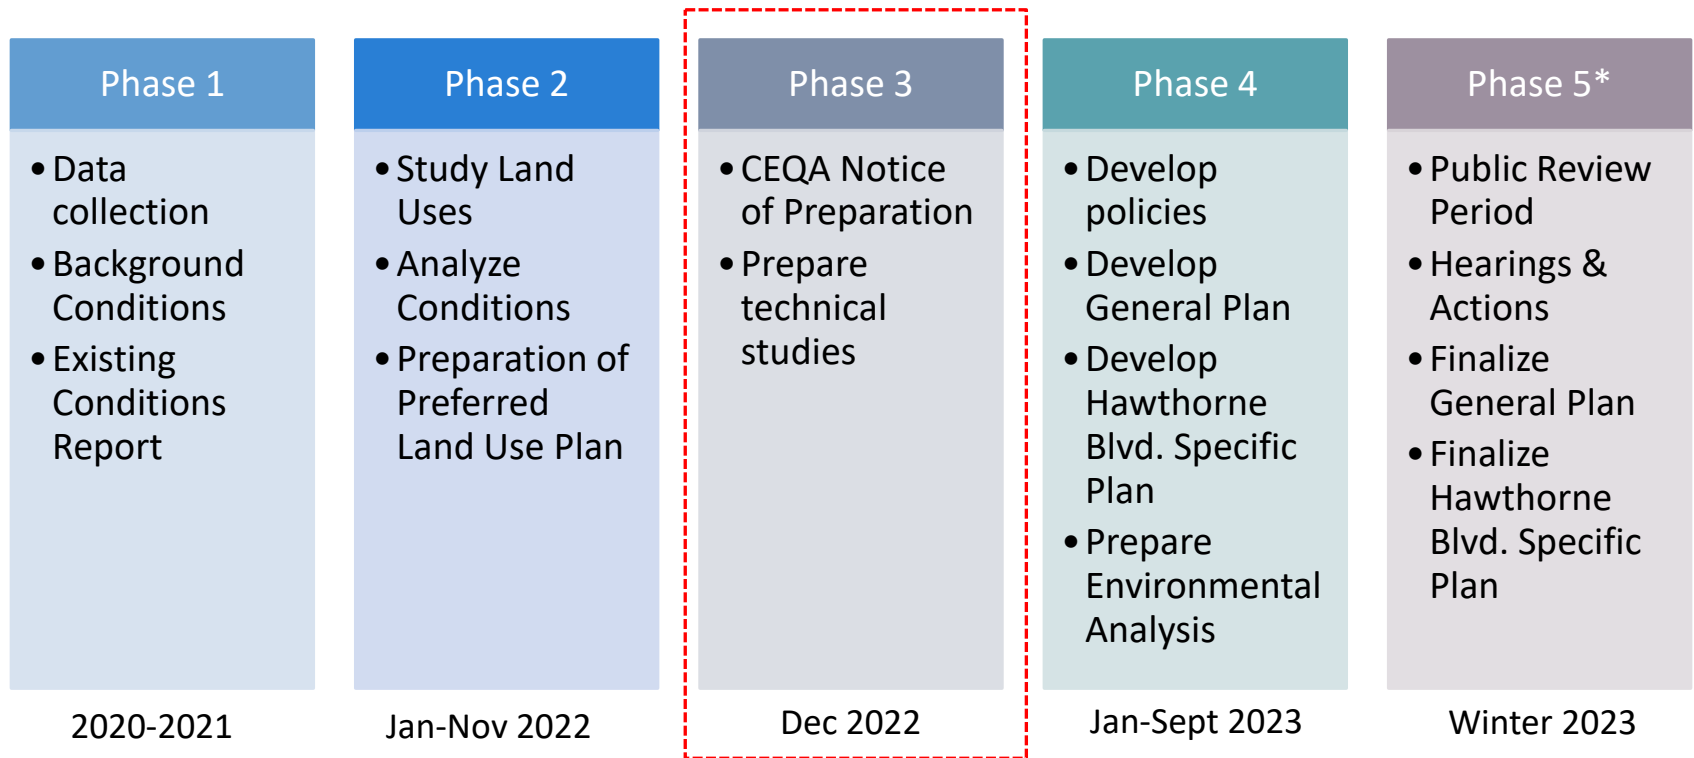 Phase 1
• Data
collection
• Background
Conditions
• Existing
Conditions
Report
2020-2021
Phase 2
• Study Land
Uses
• Analyze
Conditions
• Preparation of
Preferred
Land Use Plan
Jan-Nov 2022
Phase 3
• CEQA Notice
of Preparation
• Prepare
technical
studies
Dec 2022
Phase 4
• Develop
policies
• Develop
General Plan
• Develop
Hawthorne
Blvd. Specific
Plan
• Prepare
Environmental
Analysis
Jan-Sept 2023
Phase 5*
• Public Review
Period
• Hearings &
Actions
• Finalize
General Plan
• Finalize
Hawthorne
Blvd. Specific
Plan
Winter 2023